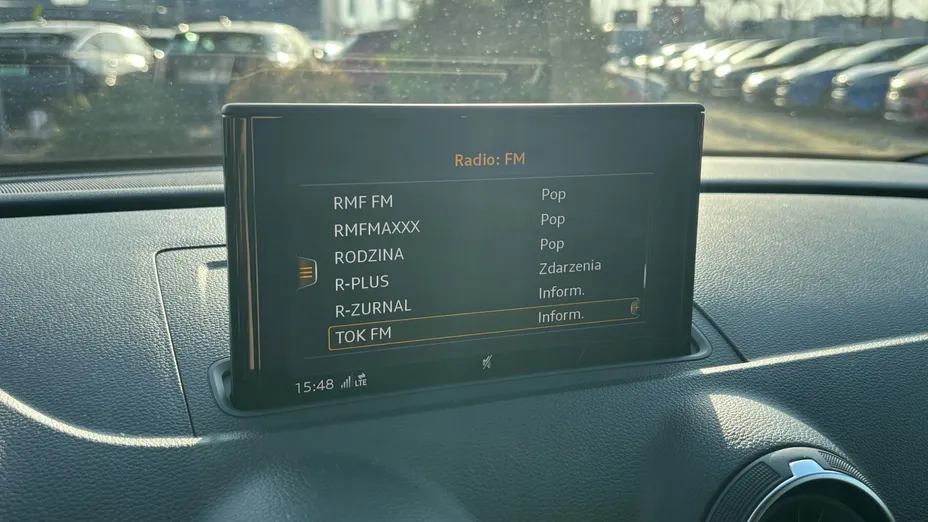 Radio: FM
RMF FM Pop
RMFMAXXX Pop
RODZINA Pop
R-PLUS Zdarzenia
R-ZURNAL Inform.
TOK FM Inform.
15:48 LTE